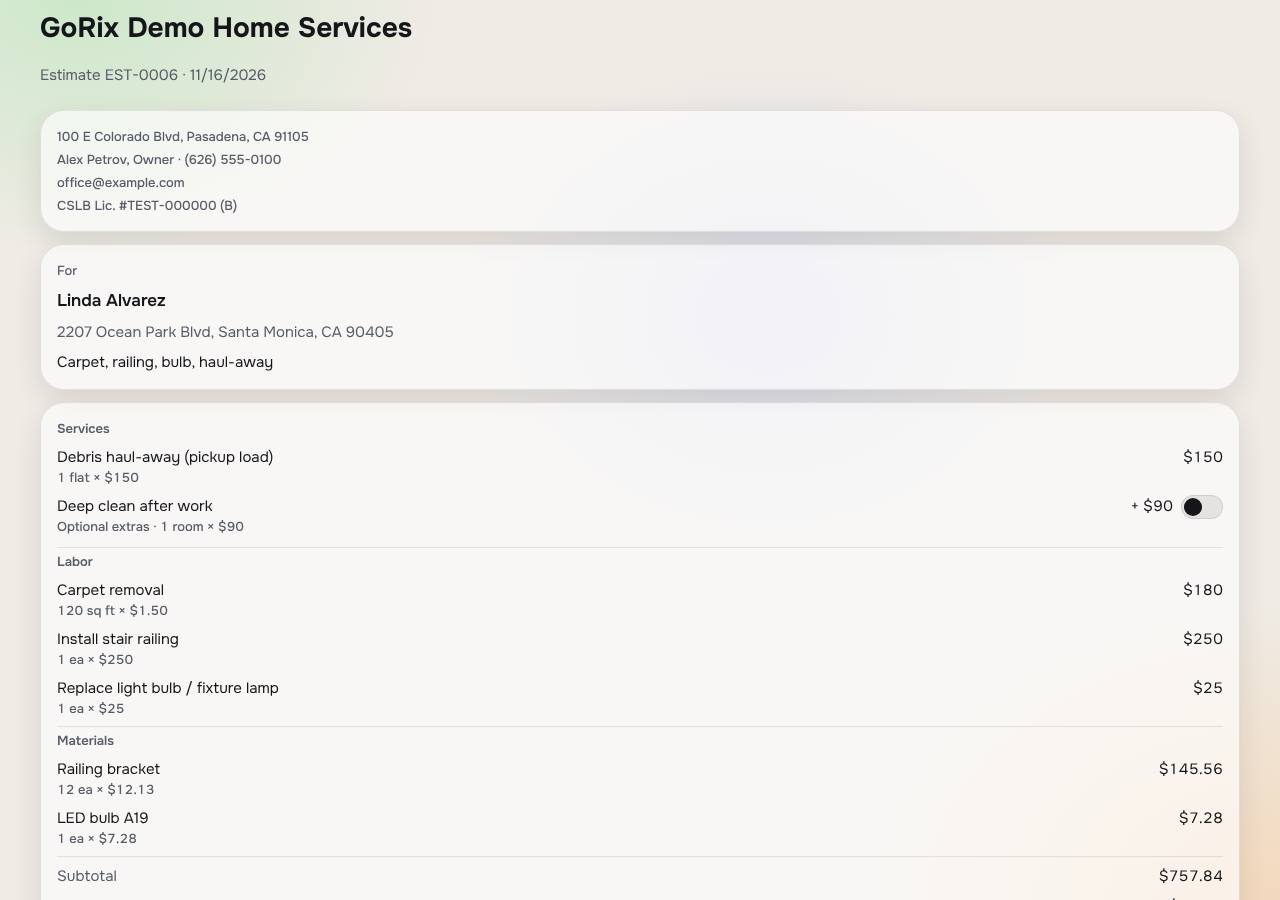 GoRix Demo Home Services
Estimate EST-0006 · 11/16/2026
100 E Colorado Blvd, Pasadena, CA 91105
Alex Petrov, Owner · (626) 555-0100
office@example.com
CSLB Lic. #TEST-000000 (B)
For
Linda Alvarez
2207 Ocean Park Blvd, Santa Monica, CA 90405
Carpet, railing, bulb, haul-away
Services
Debris haul-away (pickup load) $150
1 flat × $150
Deep clean after work + $90
Optional extras · 1 room × $90
Labor
Carpet removal $180
120 sq ft × $1.50
Install stair railing $250
1 ea × $250
Replace light bulb / fixture lamp $25
1 ea × $25
Materials
Railing bracket $145.56
12 ea × $12.13
LED bulb A19 $7.28
1 ea × $7.28
Subtotal $757.84